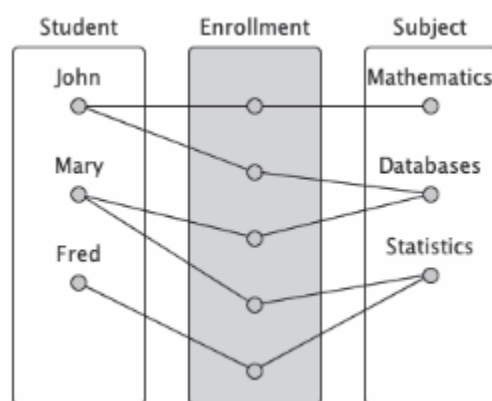 Student Enrollment Subject
John Mathematics
Mary Databases
Fred Statistics